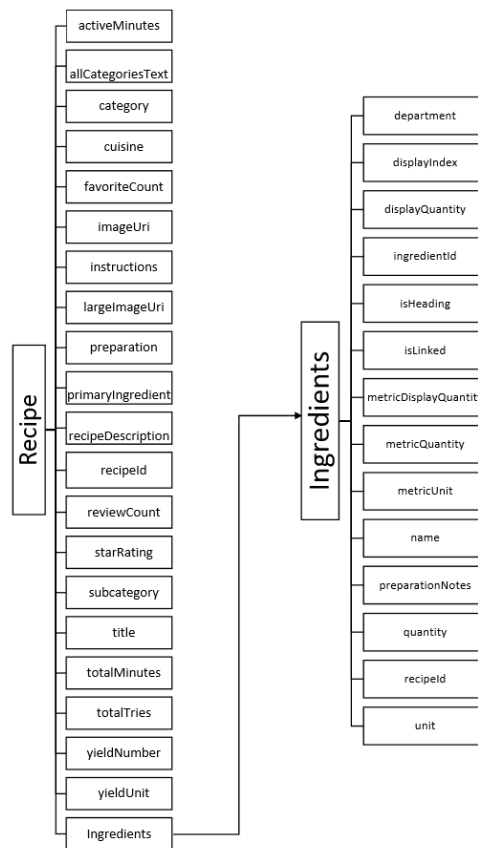 Recipe
activeMinutes
allCategoriesText
category
cuisine
favoriteCount
imageUri
instructions
largeImageUri
preparation
primaryIngredient
recipeDescription
recipeId
reviewCount
starRating
subcategory
title
totalMinutes
totalTries
yieldNumber
yieldUnit
Ingredients
Ingredients
department
displayIndex
displayQuantity
ingredientId
isHeading
isLinked
metricDisplayQuantity
metricQuantity
metricUnit
name
preparationNotes
quantity
recipeId
unit